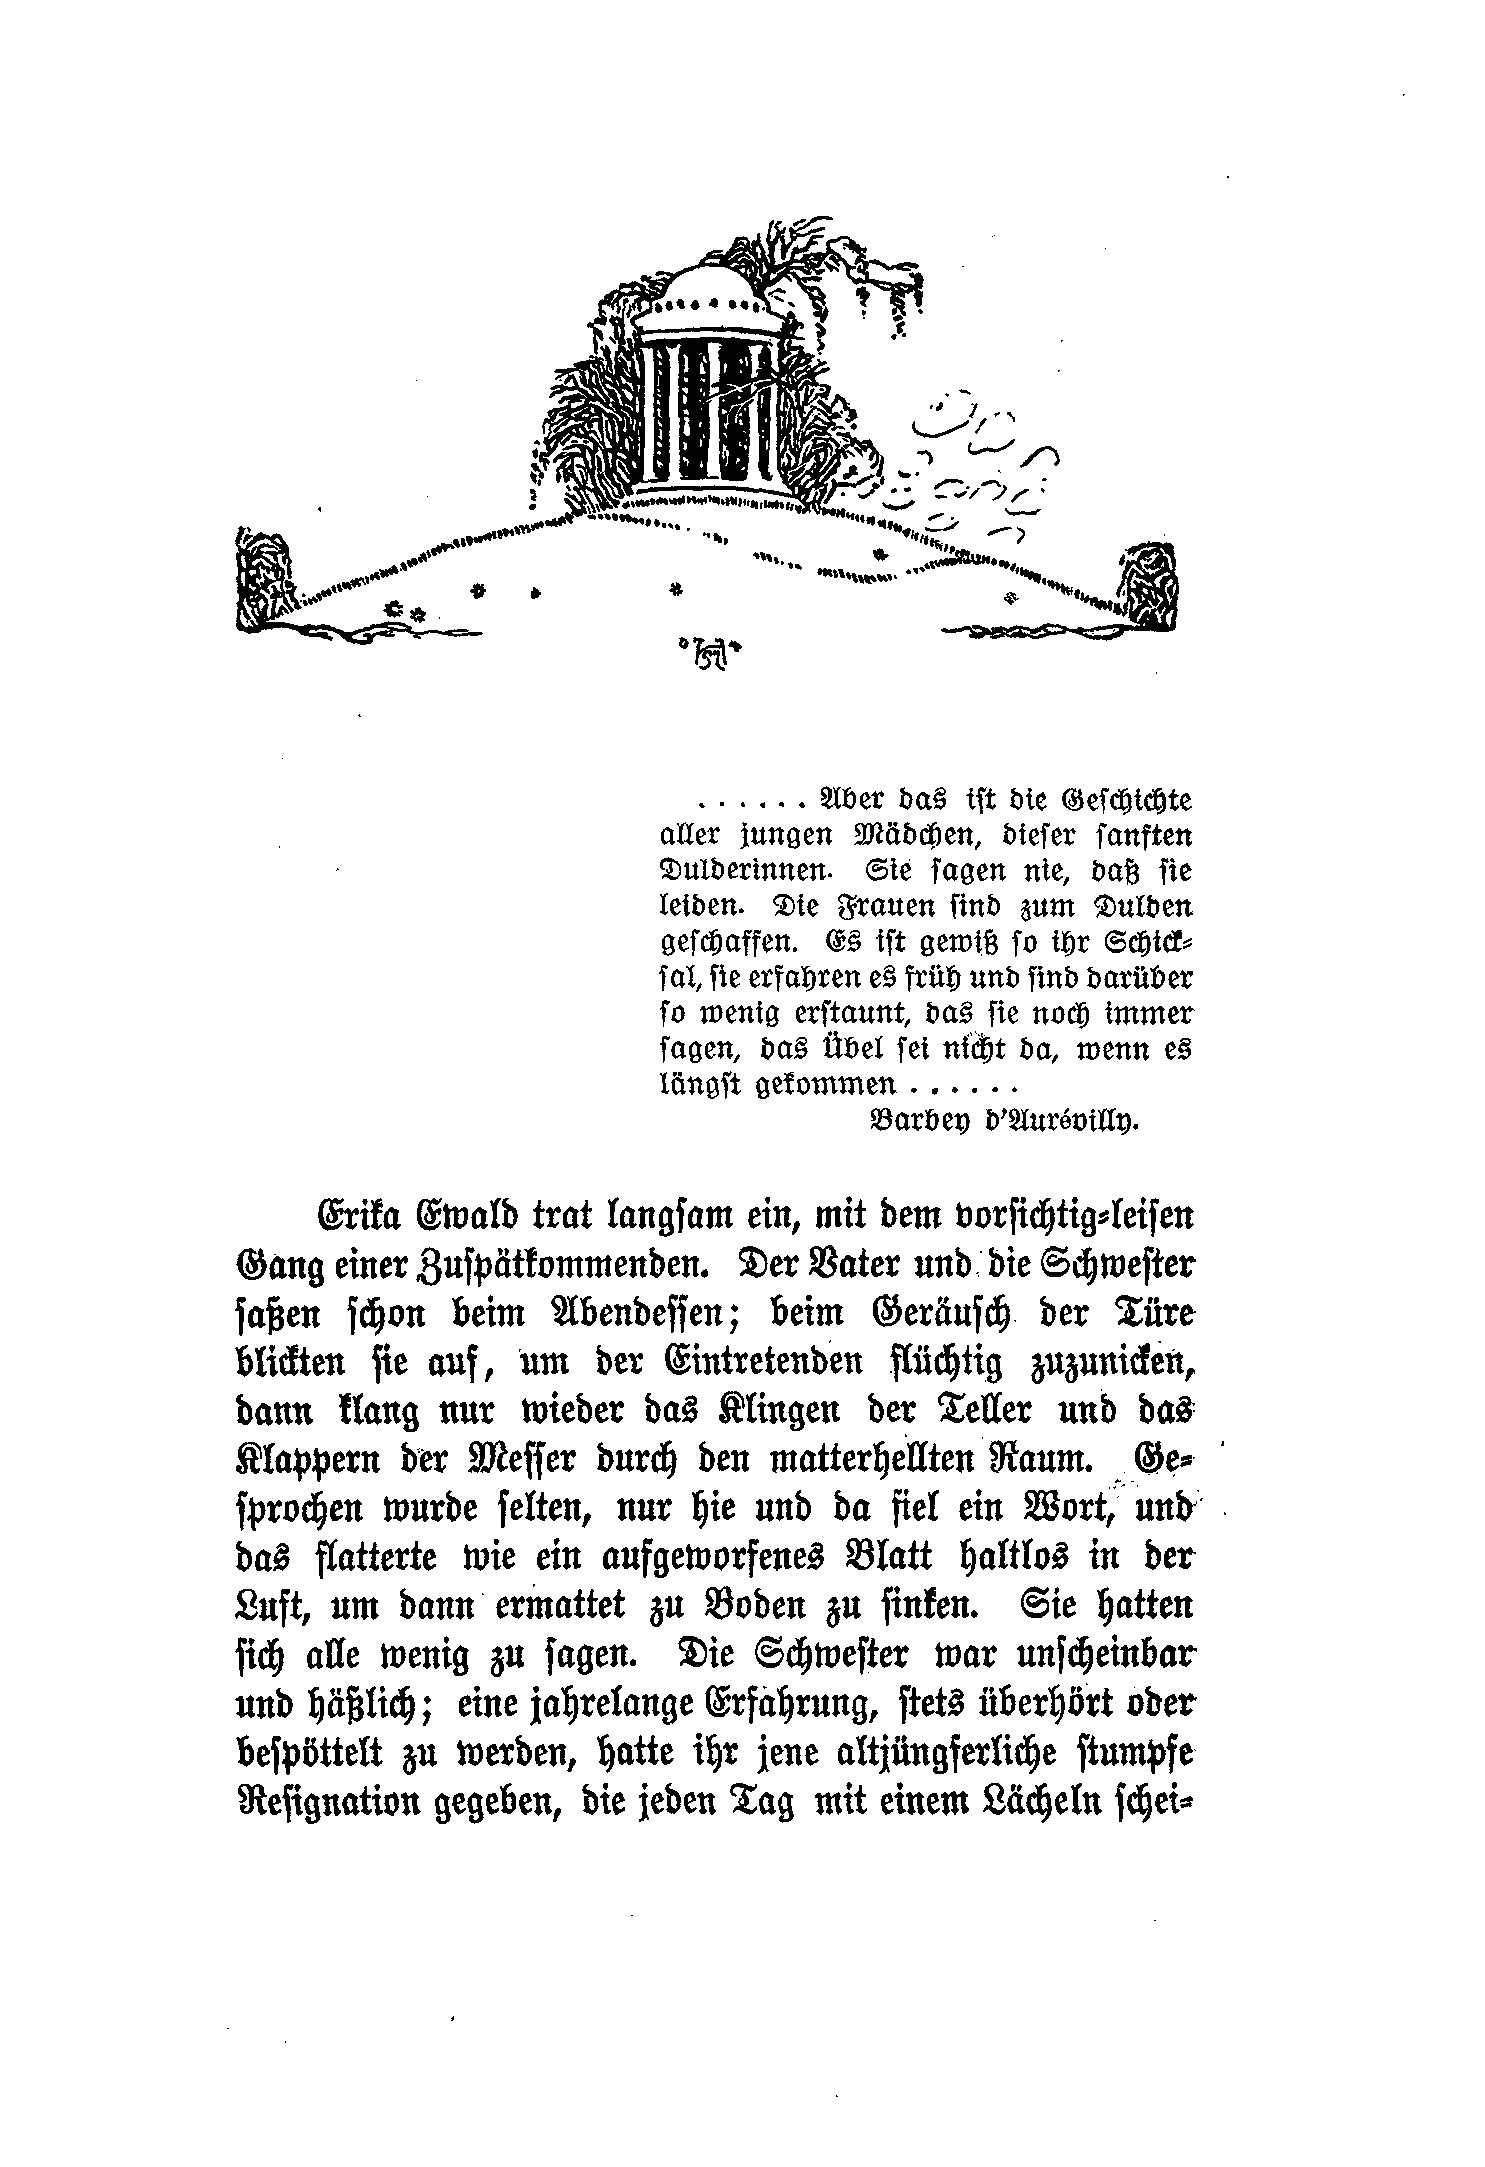 . . . . . . Aber das ist die Geschichte
aller jungen Mädchen, dieser sanften
Dulderinnen. Sie sagen nie, daß sie
leiden. Die Frauen sind zum Dulden
geschaffen. Es ist gewiß so ihr Schick-
sal, sie erfahren es früh und sind darüber
so wenig erstaunt, das sie noch immer
sagen, das Übel sei nicht da, wenn es
längst gekommen . . . . . .
Barbey d'Aurévilly.
Erika Ewald trat langsam ein, mit dem vorsichtig-leisen
Gang einer Zuspätkommenden. Der Vater und die Schwester
saßen schon beim Abendessen; beim Geräusch der Türe
blickten sie auf, um der Eintretenden flüchtig zuzunicken,
dann klang nur wieder das Klingen der Teller und das
Klappern der Messer durch den matterhellten Raum. Ge-
sprochen wurde selten, nur hie und da fiel ein Wort, und
das flatterte wie ein aufgeworfenes Blatt haltlos in der
Luft, um dann ermattet zu Boden zu sinken. Sie hatten
sich alle wenig zu sagen. Die Schwester war unscheinbar
und häßlich; eine jahrelange Erfahrung, stets überhört oder
bespöttelt zu werden, hatte ihr jene altjüngferliche stumpfe
Resignation gegeben, die jeden Tag mit einem Lächeln schei-